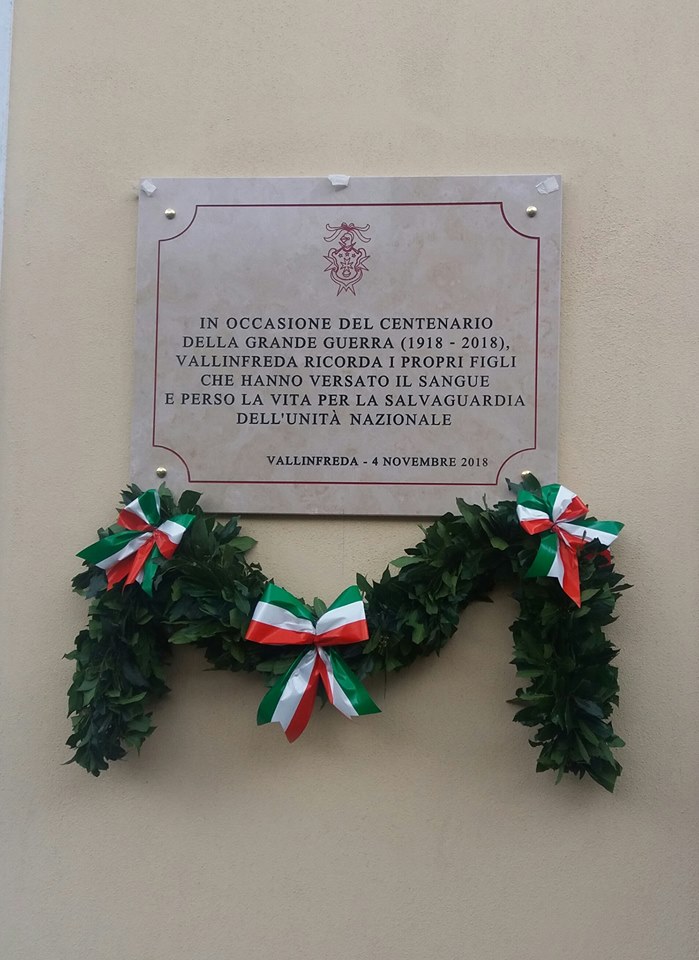 IN OCCASIONE DEL CENTENARIO
DELLA GRANDE GUERRA (1918 - 2018),
VALLINFREDA RICORDA I PROPRI FIGLI
CHE HANNO VERSATO IL SANGUE
E PERSO LA VITA PER LA SALVAGUARDIA
DELL'UNITÀ NAZIONALE
VALLINFREDA - 4 NOVEMBRE 2018